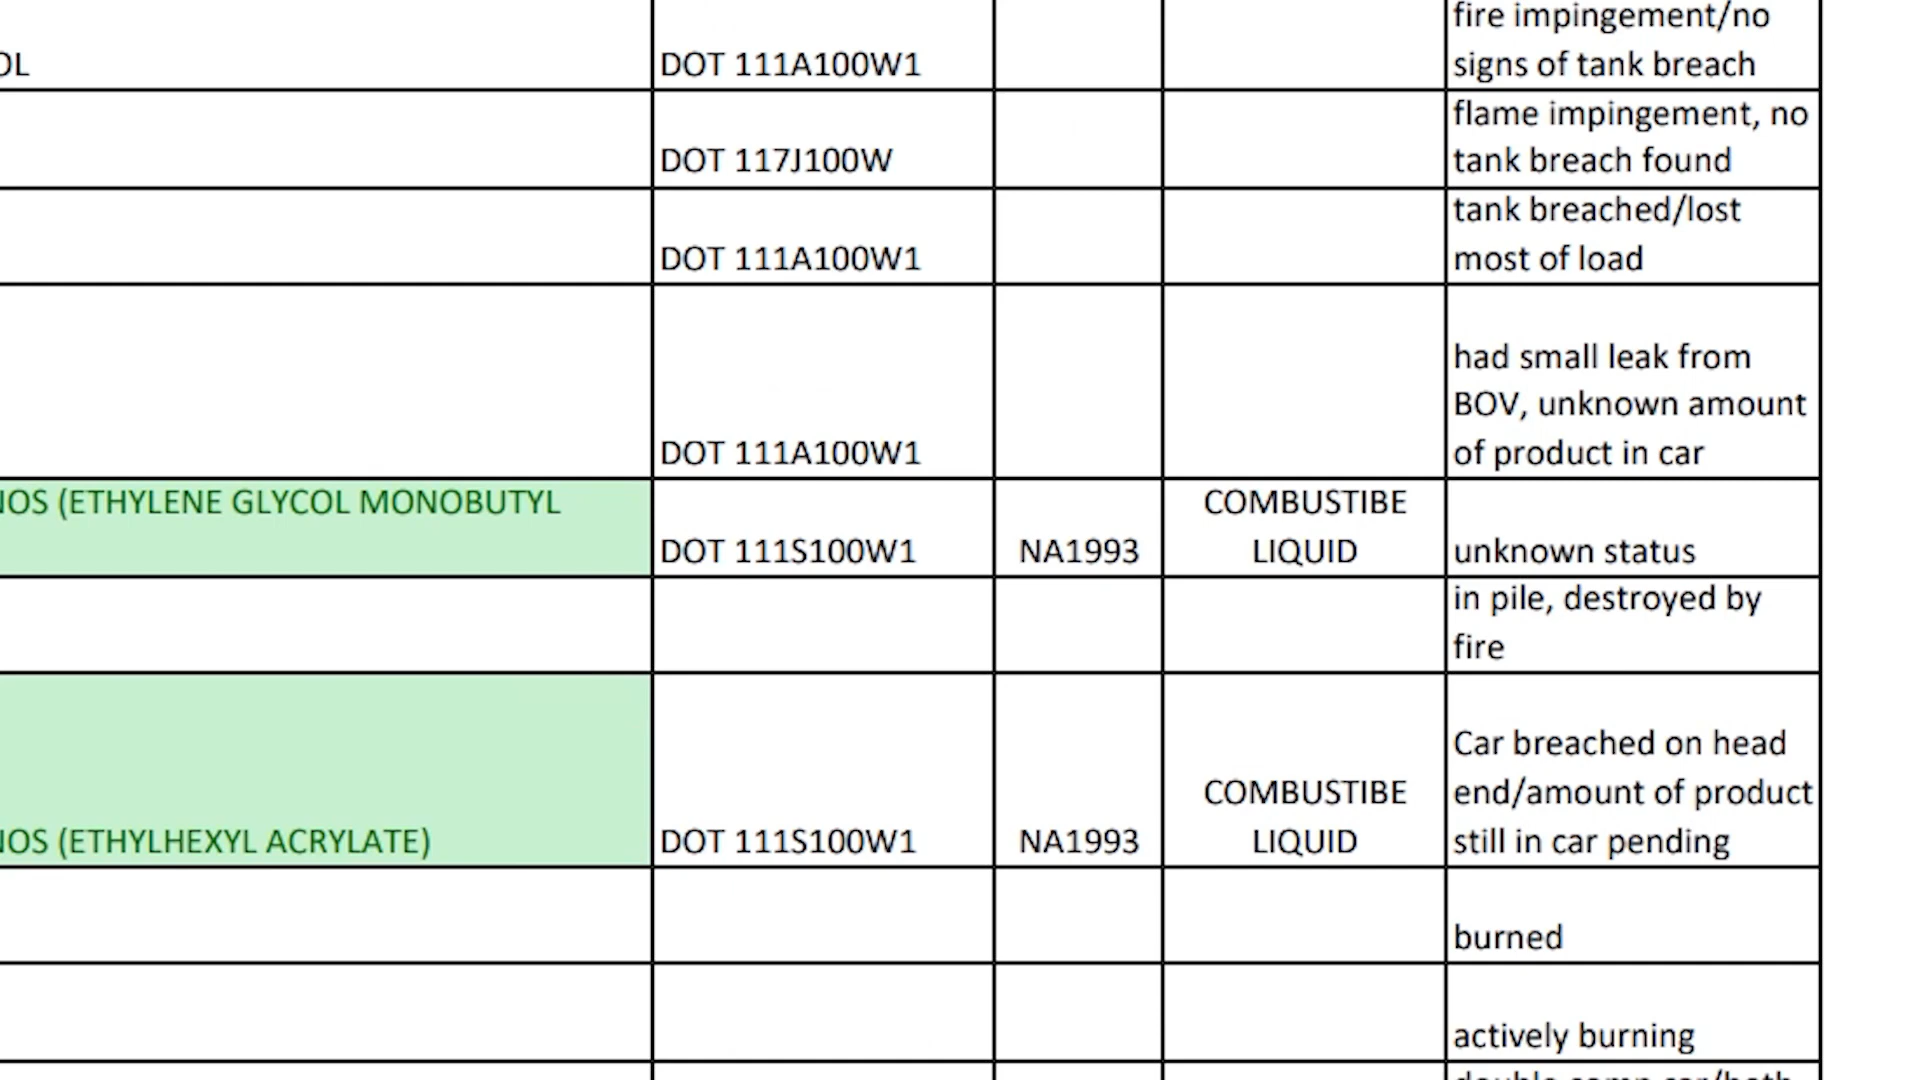 fire impingement/no
OL DOT 111A100W1 signs of tank breach
flame impingement, no
DOT 117J100W tank breach found
tank breached/lost
DOT 111A100W1 most of load
had small leak from
BOV, unknown amount
DOT 111A100W1 of product in car
NOS (ETHYLENE GLYCOL MONOBUTYL COMBUSTIBE
DOT 111S100W1 NA1993 LIQUID unknown status
in pile, destroyed by
fire
Car breached on head
COMBUSTIBE end/amount of product
NOS (ETHYLHEXYL ACRYLATE) DOT 111S100W1 NA1993 LIQUID still in car pending
burned
actively burning
double comp car/both